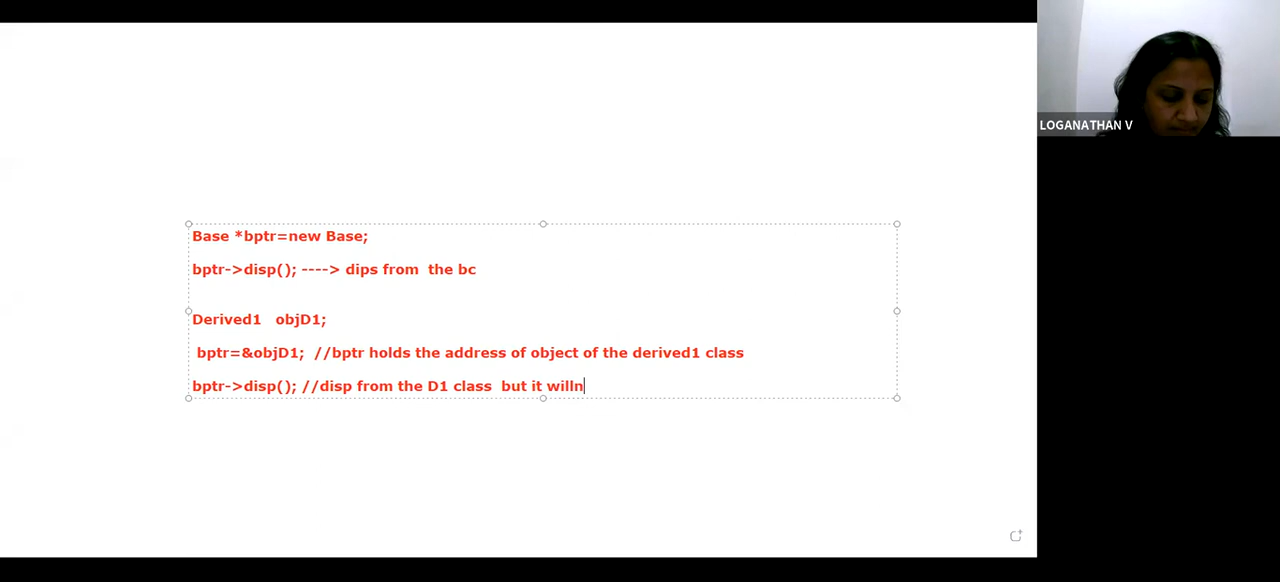 Base *bptr=new Base;
bptr->disp(); ----> dips from  the bc
Derived1   objD1;
bptr=&objD1;  //bptr holds the address of object of the derived1 class
bptr->disp(); //disp from the D1 class  but it willn
LOGANATHAN V